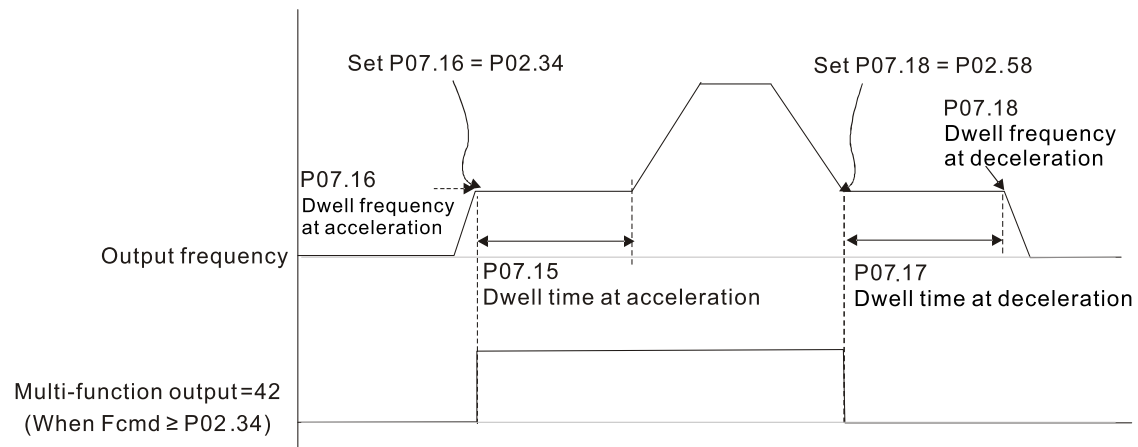 Set P07.16 = P02.34
Set P07.18 = P02.58
P07.18
Dwell frequency
at deceleration
P07.16
Dwell frequency
at acceleration
Output frequency
P07.15
Dwell time at acceleration
P07.17
Dwell time at deceleration
Multi-function output=42
(When Fcmd ≥ P02.34)